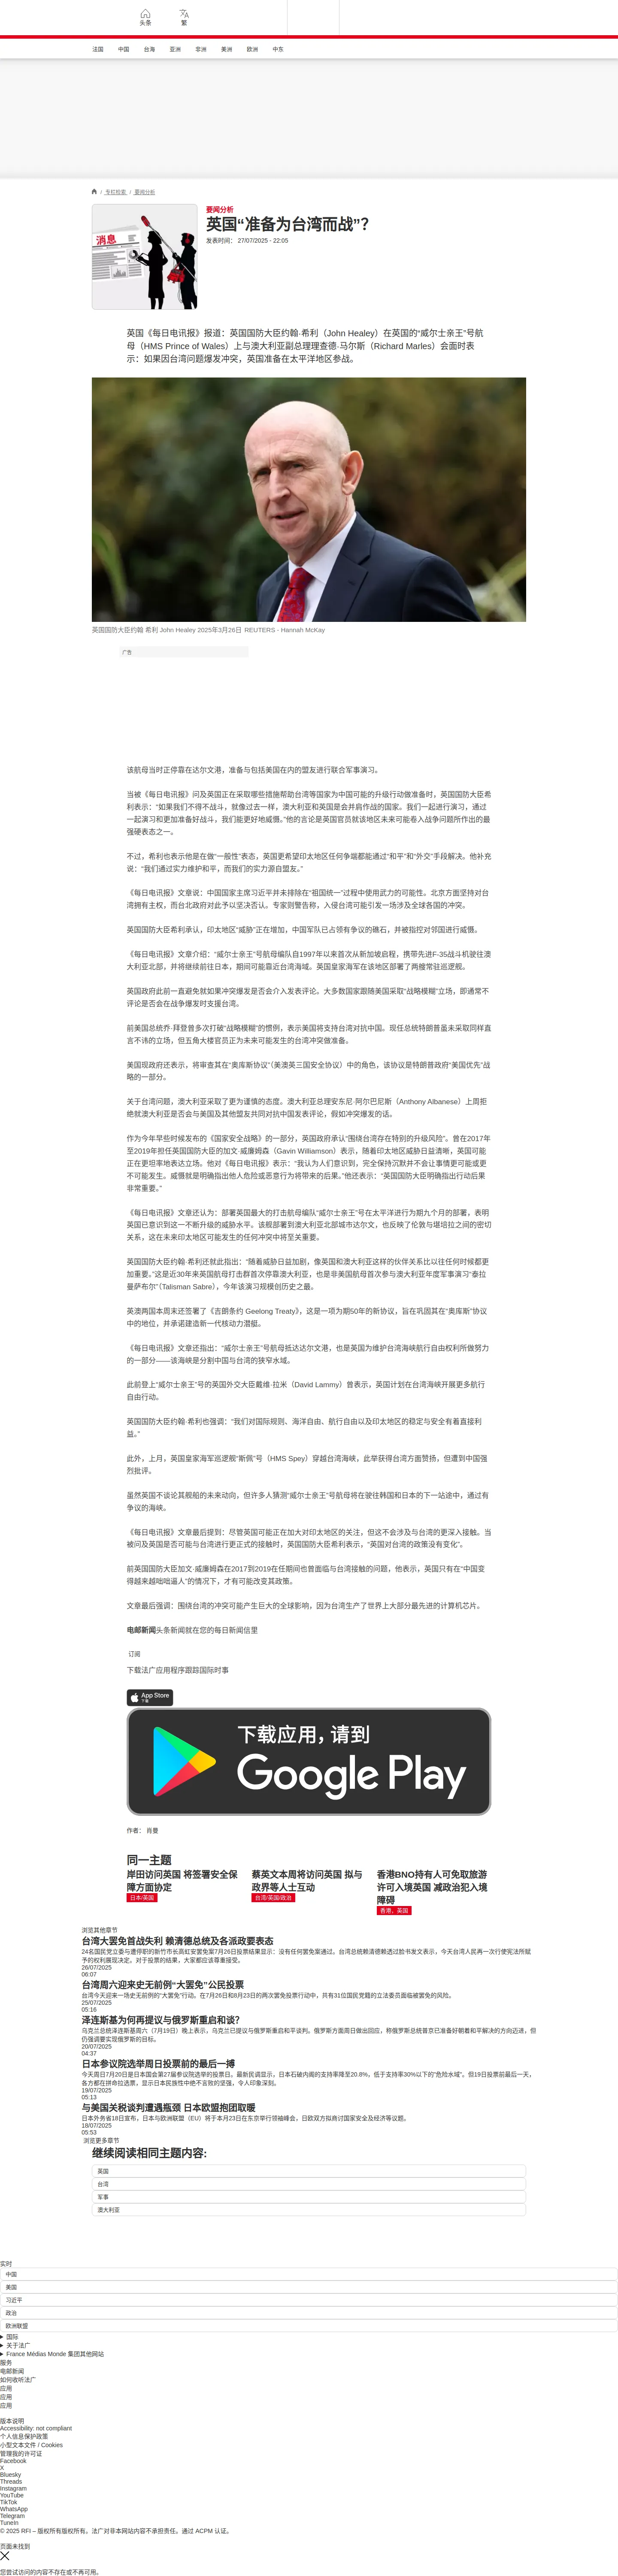 头条
繁
法国
中国
台海
亚洲
非洲
美洲
欧洲
中东
/ 专栏检索 / 要闻分析
消息
要闻分析
英国“准备为台湾而战”？
发表时间： 27/07/2025 - 22:05
英国《每日电讯报》报道：英国国防大臣约翰·希利（John Healey）在英国的“威尔士亲王”号航
母（HMS Prince of Wales）上与澳大利亚副总理理查德·马尔斯（Richard Marles）会面时表
示：如果因台湾问题爆发冲突，英国准备在太平洋地区参战。
英国国防大臣约翰 希利 John Healey 2025年3月26日 REUTERS - Hannah McKay
广告
该航母当时正停靠在达尔文港，准备与包括美国在内的盟友进行联合军事演习。
当被《每日电讯报》问及英国正在采取哪些措施帮助台湾等国家为中国可能的升级行动做准备时，英国国防大臣希
利表示：“如果我们不得不战斗，就像过去一样，澳大利亚和英国是会并肩作战的国家。我们一起进行演习，通过
一起演习和更加准备好战斗，我们能更好地威慑。”他的言论是英国官员就该地区未来可能卷入战争问题所作出的最
强硬表态之一。
不过，希利也表示他是在做“一般性”表态，英国更希望印太地区任何争端都能通过“和平”和“外交”手段解决。他补充
说：“我们通过实力维护和平，而我们的实力源自盟友。”
《每日电讯报》文章说：中国国家主席习近平并未排除在“祖国统一”过程中使用武力的可能性。北京方面坚持对台
湾拥有主权，而台北政府对此予以坚决否认。专家则警告称，入侵台湾可能引发一场涉及全球各国的冲突。
英国国防大臣希利承认，印太地区“威胁”正在增加，中国军队已占领有争议的礁石，并被指控对邻国进行威慑。
《每日电讯报》文章介绍：“威尔士亲王”号航母编队自1997年以来首次从新加坡启程，携带先进F-35战斗机驶往澳
大利亚北部，并将继续前往日本，期间可能靠近台湾海域。英国皇家海军在该地区部署了两艘常驻巡逻舰。
英国政府此前一直避免就如果冲突爆发是否会介入发表评论。大多数国家跟随美国采取“战略模糊”立场，即通常不
评论是否会在战争爆发时支援台湾。
前美国总统乔·拜登曾多次打破“战略模糊”的惯例，表示美国将支持台湾对抗中国。现任总统特朗普虽未采取同样直
言不讳的立场，但五角大楼官员正为未来可能发生的台湾冲突做准备。
美国现政府还表示，将审查其在“奥库斯协议”（美澳英三国安全协议）中的角色，该协议是特朗普政府“美国优先”战
略的一部分。
关于台湾问题，澳大利亚采取了更为谨慎的态度。澳大利亚总理安东尼·阿尔巴尼斯（Anthony Albanese）上周拒
绝就澳大利亚是否会与美国及其他盟友共同对抗中国发表评论，假如冲突爆发的话。
作为今年早些时候发布的《国家安全战略》的一部分，英国政府承认“围绕台湾存在特别的升级风险”。曾在2017年
至2019年担任英国国防大臣的加文·威廉姆森（Gavin Williamson）表示，随着印太地区威胁日益清晰，英国可能
正在更坦率地表达立场。他对《每日电讯报》表示：“我认为人们意识到，完全保持沉默并不会让事情更可能或更
不可能发生。威慑就是明确指出他人危险或恶意行为将带来的后果。”他还表示：“英国国防大臣明确指出行动后果
非常重要。”
《每日电讯报》文章还认为：部署英国最大的打击航母编队“威尔士亲王”号在太平洋进行为期九个月的部署，表明
英国已意识到这一不断升级的威胁水平。该舰部署到澳大利亚北部城市达尔文，也反映了伦敦与堪培拉之间的密切
关系，这在未来印太地区可能发生的任何冲突中将至关重要。
英国国防大臣约翰·希利还就此指出：“随着威胁日益加剧，像英国和澳大利亚这样的伙伴关系比以往任何时候都更
加重要。”这是近30年来英国航母打击群首次停靠澳大利亚，也是非美国航母首次参与澳大利亚年度军事演习“泰拉
曼萨布尔”（Talisman Sabre），今年该演习规模创历史之最。
英澳两国本周末还签署了《吉朗条约 Geelong Treaty》，这是一项为期50年的新协议，旨在巩固其在“奥库斯”协议
中的地位，并承诺建造新一代核动力潜艇。
《每日电讯报》文章还指出：“威尔士亲王”号航母抵达达尔文港，也是英国为维护台湾海峡航行自由权利所做努力
的一部分——该海峡是分割中国与台湾的狭窄水域。
此前登上“威尔士亲王”号的英国外交大臣戴维·拉米（David Lammy）曾表示，英国计划在台湾海峡开展更多航行
自由行动。
英国国防大臣约翰·希利也强调：“我们对国际规则、海洋自由、航行自由以及印太地区的稳定与安全有着直接利
益。”
此外，上月，英国皇家海军巡逻舰“斯佩”号（HMS Spey）穿越台湾海峡，此举获得台湾方面赞扬，但遭到中国强
烈批评。
虽然英国不谈论其舰船的未来动向，但许多人猜测“威尔士亲王”号航母将在驶往韩国和日本的下一站途中，通过有
争议的海峡。
《每日电讯报》文章最后提到：尽管英国可能正在加大对印太地区的关注，但这不会涉及与台湾的更深入接触。当
被问及英国是否可能与台湾进行更正式的接触时，英国国防大臣希利表示，“英国对台湾的政策没有变化”。
前英国国防大臣加文·威廉姆森在2017到2019在任期间也曾面临与台湾接触的问题，他表示，英国只有在“中国变
得越来越咄咄逼人”的情况下，才有可能改变其政策。
文章最后强调：围绕台湾的冲突可能产生巨大的全球影响，因为台湾生产了世界上大部分最先进的计算机芯片。
电邮新闻头条新闻就在您的每日新闻信里
订阅
下载法广应用程序跟踪国际时事
App Store
下载
下载应用，请到
Google Play
作者： 肖曼
同一主题
岸田访问英国 将签署安全保
障方面协定
日本/英国
蔡英文本周将访问英国 拟与
政界等人士互动
台湾/英国/政治
香港BNO持有人可免取旅游
许可入境英国 减政治犯入境
障碍
香港，英国
浏览其他章节
台湾大罢免首战失利 赖清德总统及各派政要表态
24名国民党立委与遭停职的新竹市长高虹安罢免案7月26日投票结果显示：没有任何罢免案通过。台湾总统赖清德赖透过脸书发文表示，今天台湾人民再一次行使宪法所赋
予的权利展现决定。对于投票的结果，大家都应该尊重接受。
26/07/2025
06:07
台湾周六迎来史无前例“大罢免”公民投票
台湾今天迎来一场史无前例的“大罢免”行动。在7月26日和8月23日的两次罢免投票行动中，共有31位国民党籍的立法委员面临被罢免的风险。
25/07/2025
05:16
泽连斯基为何再提议与俄罗斯重启和谈？
乌克兰总统泽连斯基周六（7月19日）晚上表示，乌克兰已提议与俄罗斯重启和平谈判。俄罗斯方面周日做出回应，称俄罗斯总统普京已准备好朝着和平解决的方向迈进，但
仍强调要实现俄罗斯的目标。
20/07/2025
04:37
日本参议院选举周日投票前的最后一搏
今天周日7月20日是日本国会第27届参议院选举的投票日。最新民调显示，日本石破内阁的支持率降至20.8%，低于支持率30%以下的“危险水域”。但19日投票前最后一天，
各方都在拼命拉选票，显示日本民族性中绝不言败的坚强，令人印象深刻。
19/07/2025
05:13
与美国关税谈判遭遇瓶颈 日本欧盟抱团取暖
日本外务省18日宣布，日本与欧洲联盟（EU）将于本月23日在东京举行领袖峰会，日欧双方拟商讨国家安全及经济等议题。
18/07/2025
05:53
浏览更多章节
继续阅读相同主题内容:
英国
台湾
军事
澳大利亚
实时
中国
美国
习近平
政治
欧洲联盟
国际
关于法广
France Médias Monde 集团其他网站
服务
电邮新闻
如何收听法广
应用
应用
应用
版本说明
Accessibility: not compliant
个人信息保护政策
小型文本文件 / Cookies
管理我的许可证
Facebook
X
Bluesky
Threads
Instagram
YouTube
TikTok
WhatsApp
Telegram
TuneIn
© 2025 RFI – 版权所有版权所有。法广对非本网站内容不承担责任。通过 ACPM 认证。
页面未找到
您尝试访问的内容不存在或不再可用。